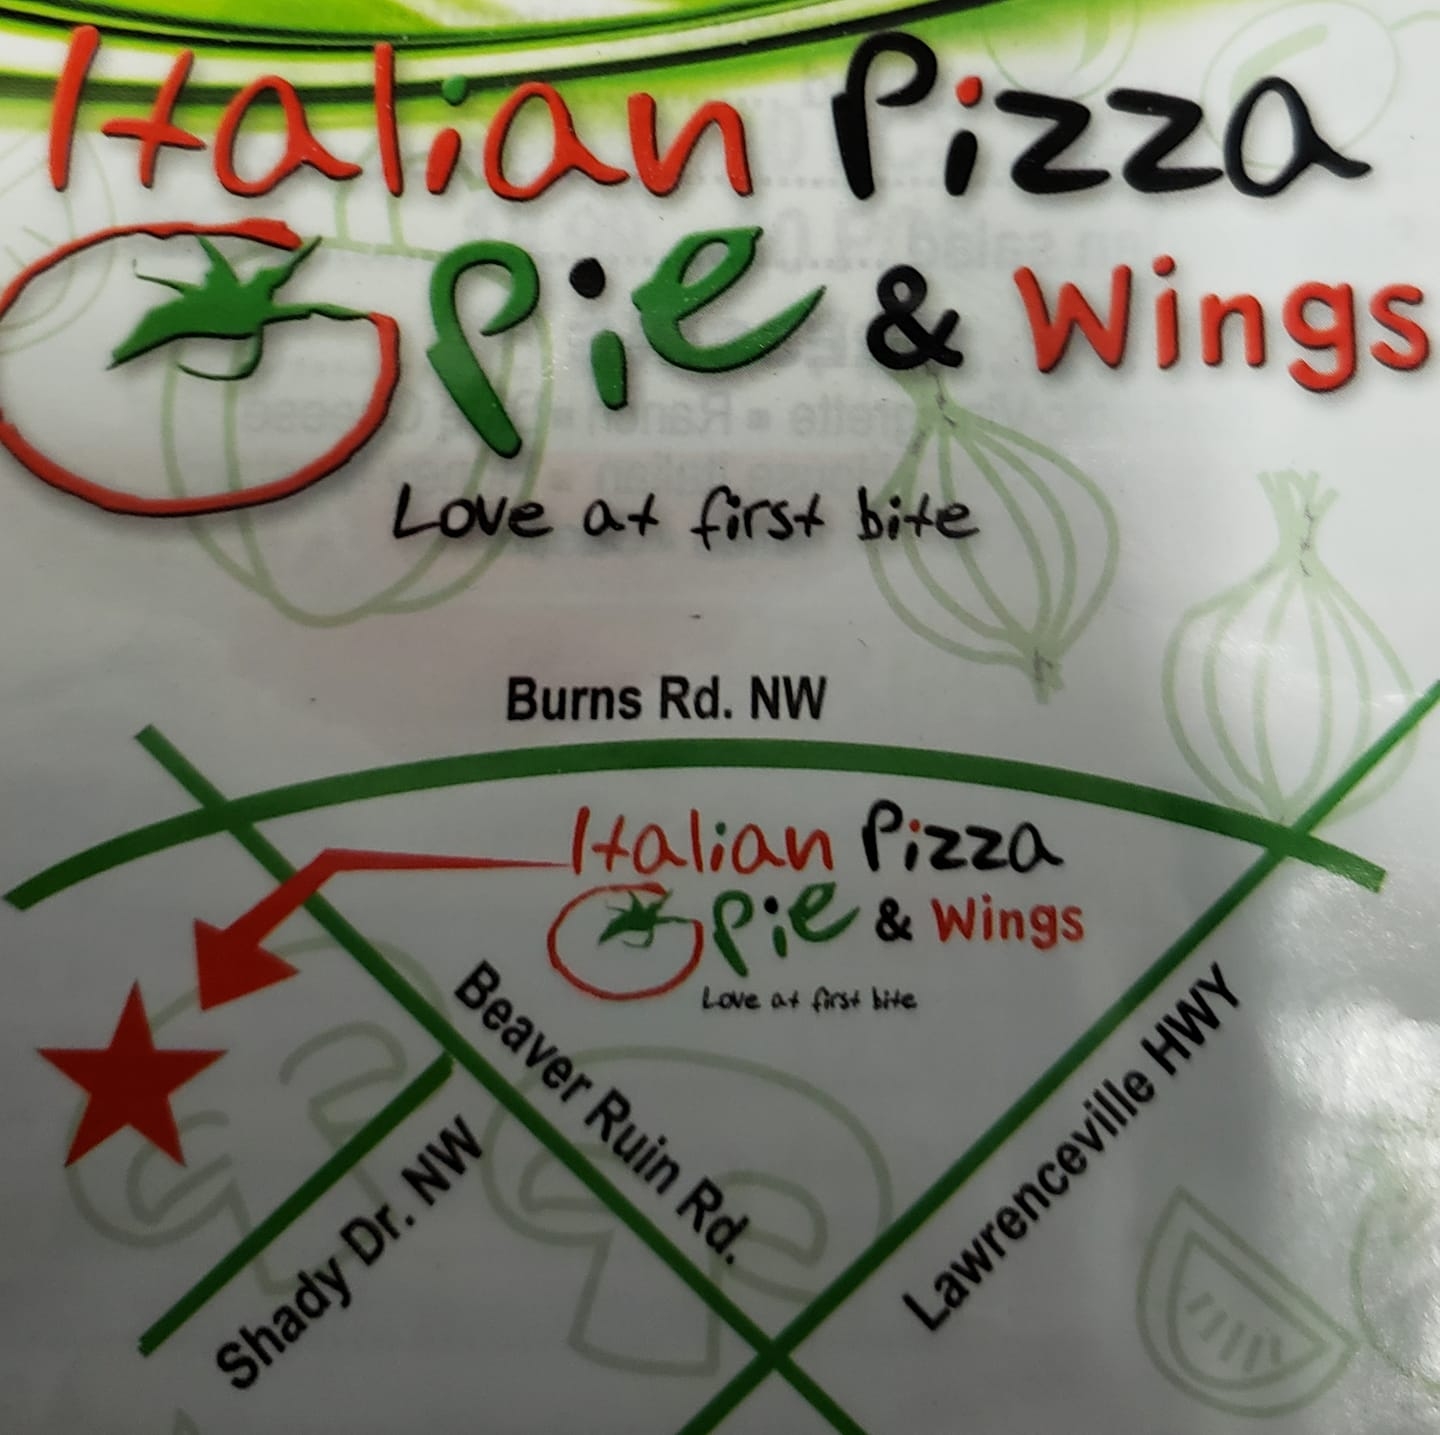 Italian Pizza
Pie & Wings
Love at first bite
Burns Rd. NW
Italian Pizza
Pie & Wings
Love at first bite
Beaver Ruin Rd.
Lawrenceville HWY
Shady Dr. NW